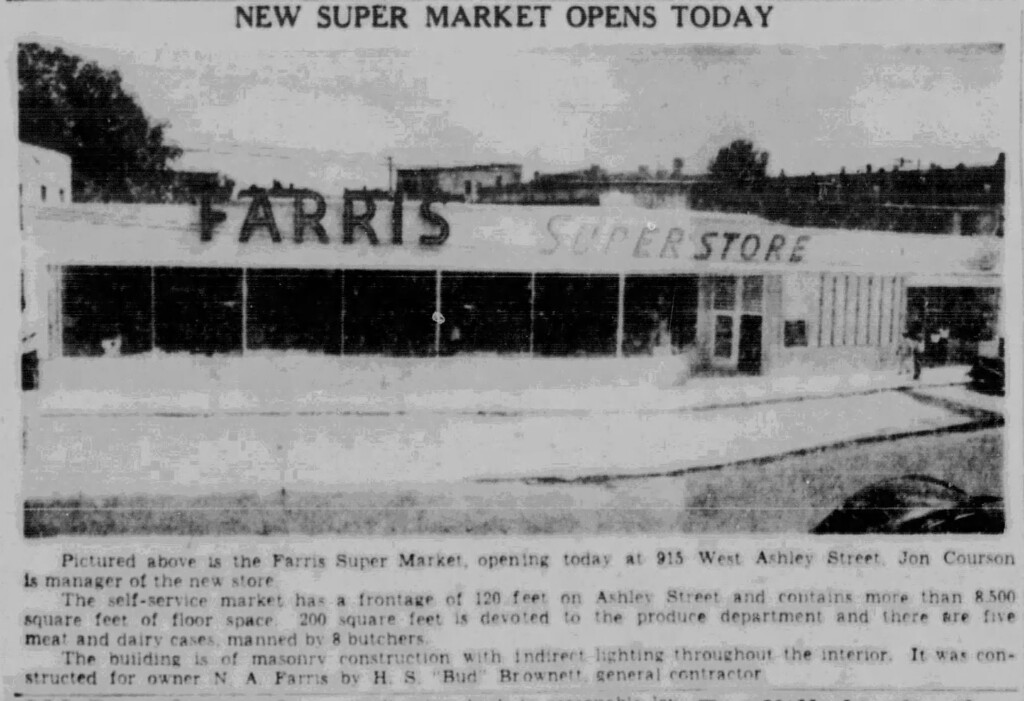 NEW SUPER MARKET OPENS TODAY
FARRIS SUPER STORE
Pictured above is the Farris Super Market, opening today at 915 West Ashley Street. Jon Courson
is manager of the new store.
The self-service market has a frontage of 120 feet on Ashley Street and contains more than 8,500
square feet of floor space. 200 square feet is devoted to the produce department and there are five
meat and dairy cases, manned by 8 butchers.
The building is of masonry construction with indirect lighting throughout the interior. It was con-
structed for owner N. A. Farris by H. S. "Bud" Brownett, general contractor.